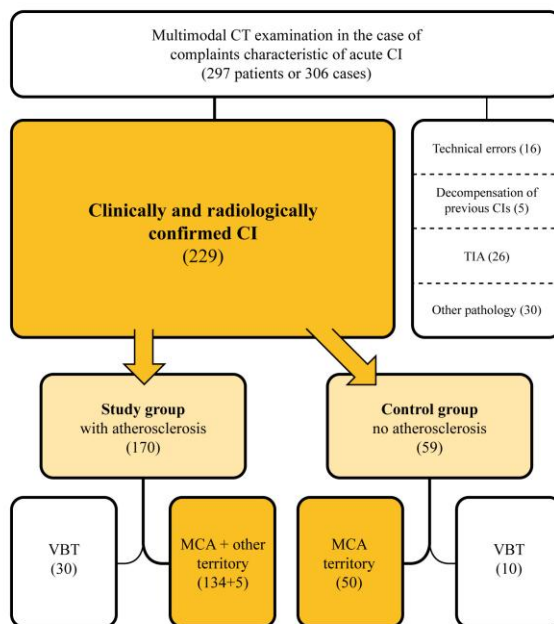 Multimodal CT examination in the case of
complaints characteristic of acute CI
(297 patients or 306 cases)
Clinically and radiologically
confirmed CI
(229)
Technical errors (16)
Decompensation of
previous CIs (5)
TIA (26)
Other pathology (30)
Study group
with atherosclerosis
(170)
Control group
no atherosclerosis
(59)
VBT
(30)
MCA + other
territory
(134+5)
MCA
territory
(50)
VBT
(10)